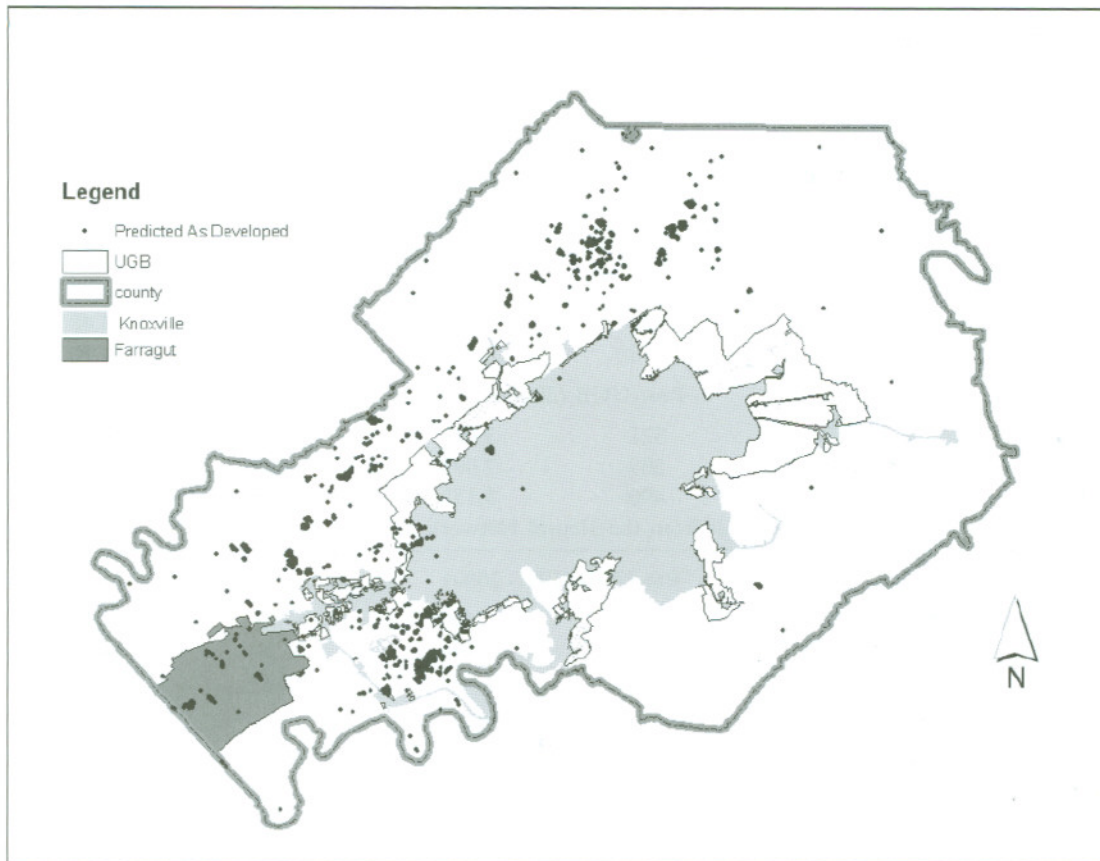 Legend
Predicted As Developed
UGB
county
Knoxville
Farragut
N